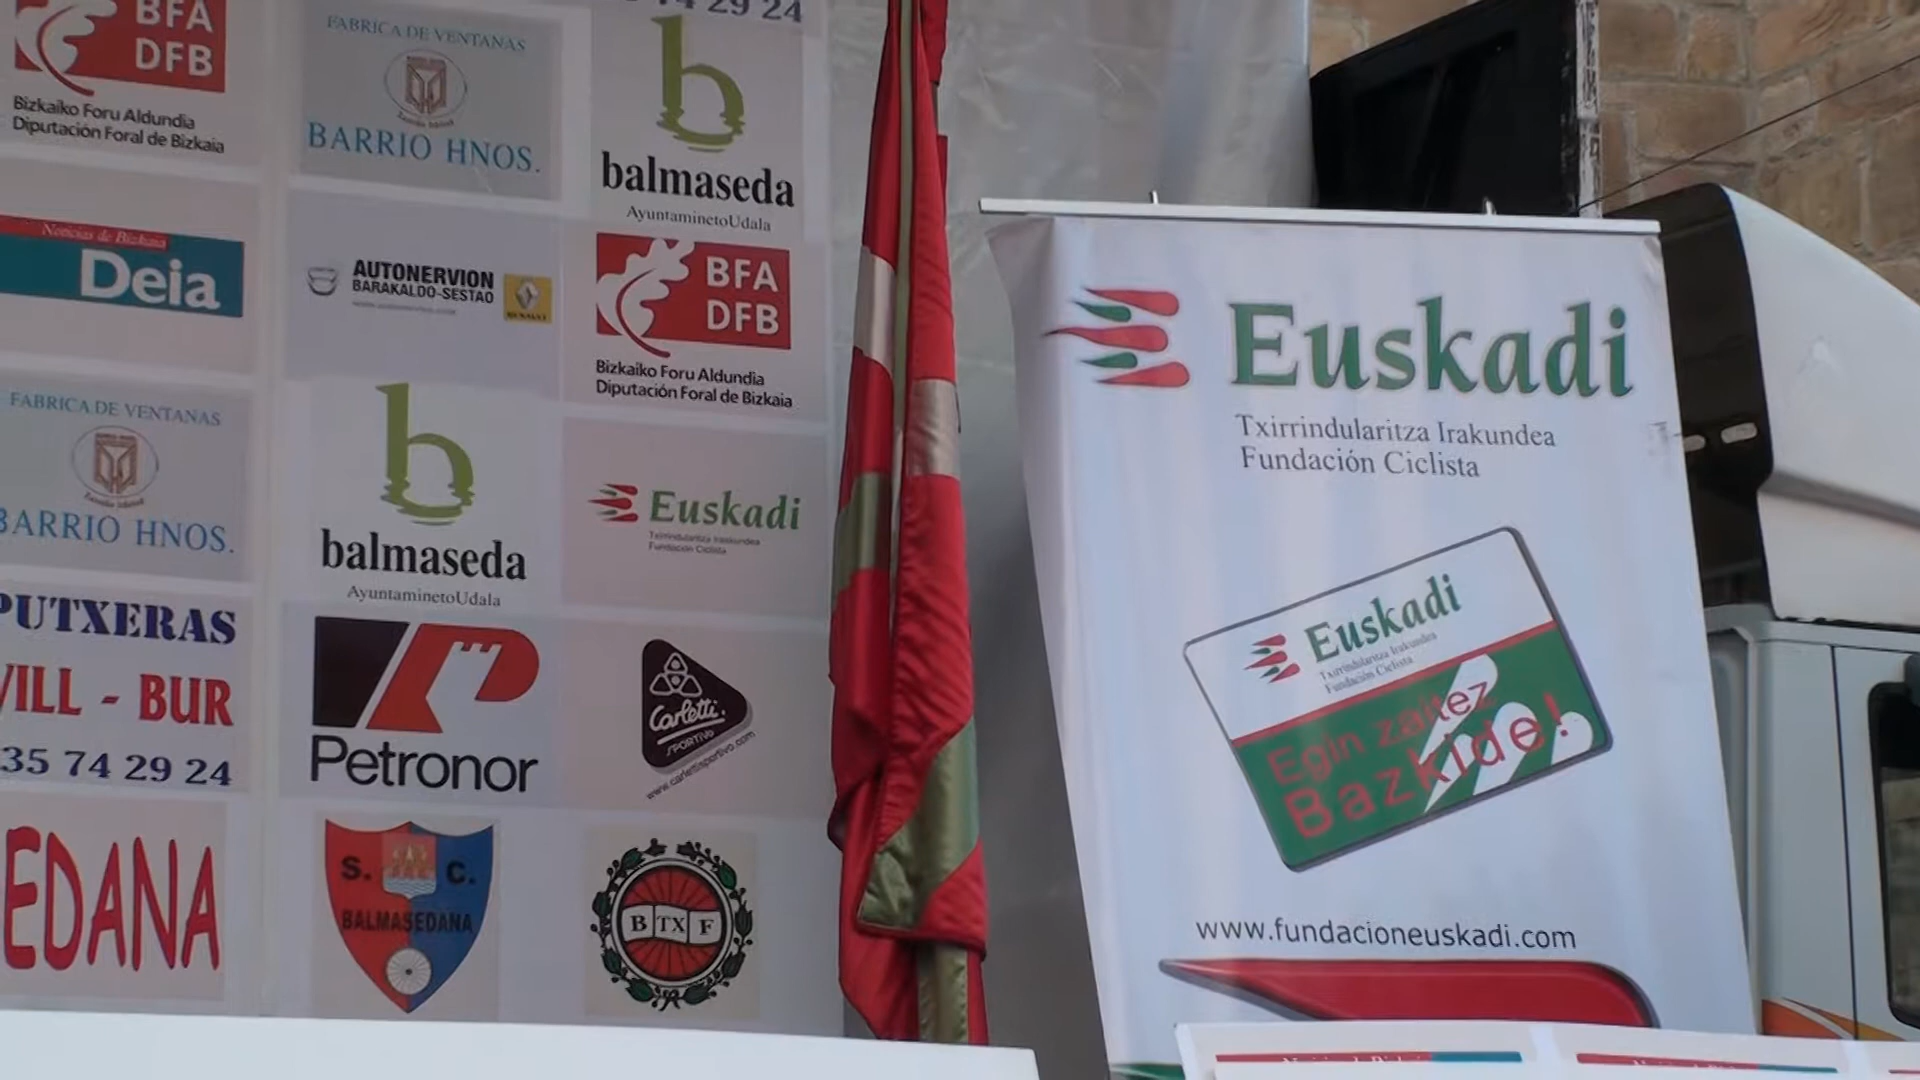 74 29 24
BFA
DFB
Bizkaiko Foru Aldundia
Diputación Foral de Bizkaia
FABRICA DE VENTANAS
BARRIO HNOS.
b
balmaseda
AyuntaminetoUdala
Noticias de Bizkaia
Deia
AUTONERVION
BARAKALDO-SESTAO
RENAULT
BFA
DFB
Bizkaiko Foru Aldundia
Diputación Foral de Bizkaia
FABRICA DE VENTANAS
BARRIO HNOS.
b
balmaseda
AyuntaminetoUdala
Euskadi
Txirrindularitza Irakundea
Fundación Ciclista
PUTXERAS
VILL - BUR
35 74 29 24
Petronor
Carletti
SPORTIVO
www.carlettisportivo.com
EDANA
S. C.
BALMASEDANA
B TX F
Euskadi
Txirrindularitza Irakundea
Fundación Ciclista
Euskadi
Txirrindularitza Irakundea
Fundación Ciclista
Egin zaitez
Bazkide!
www.fundacioneuskadi.com